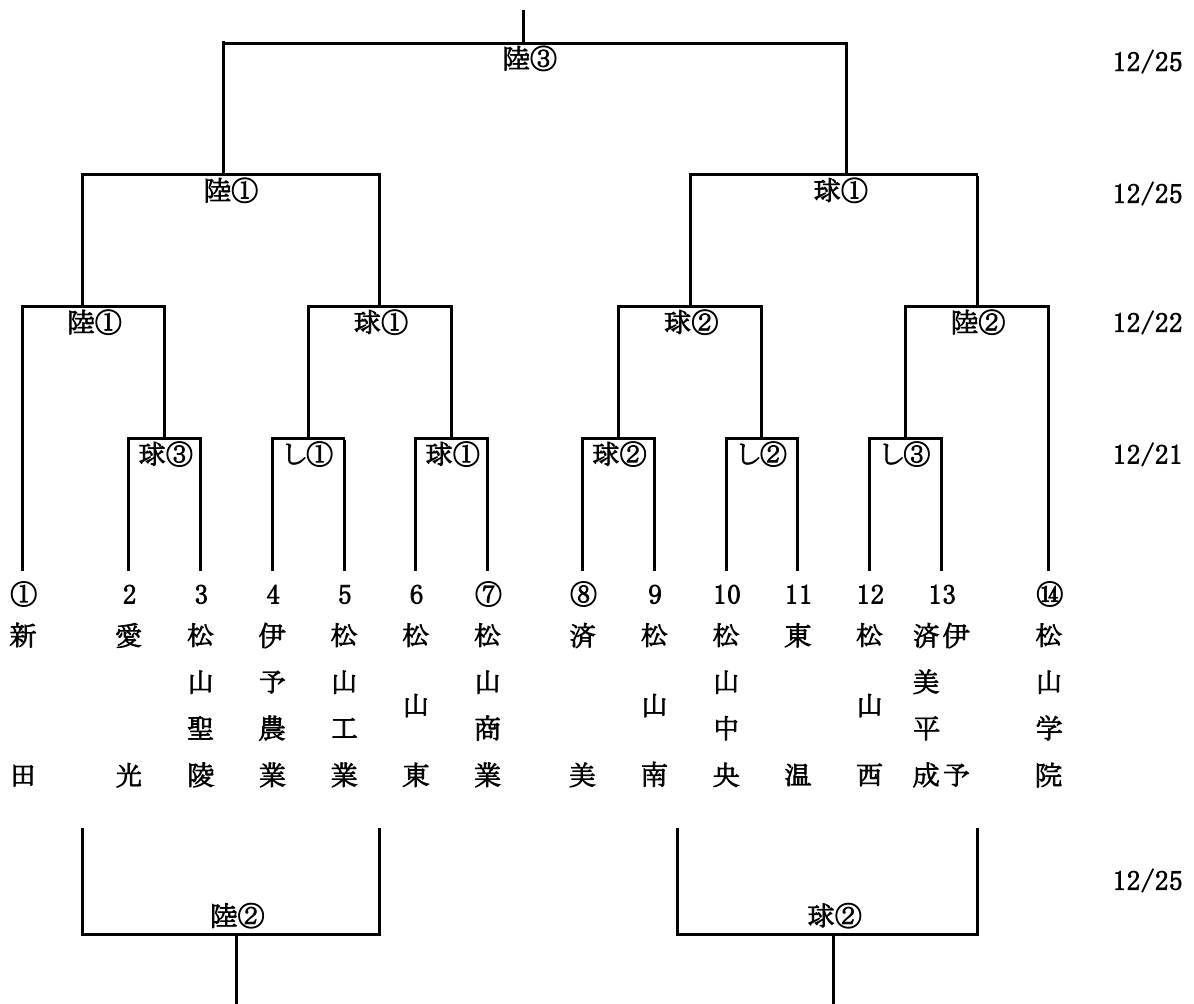 陸③ 12/25
陸① 球① 12/25
陸① 球① 球② 陸② 12/22
球③ し① 球① 球② し② し③ 12/21
① 2 3 4 5 6 ⑦ ⑧ 9 10 11 12 13 ⑭
新田
愛光
松山聖陵
伊予農業
松山工業
松山東
松山商業
済美
松山南
松山中央
東温
松山西
伊予
済美平成
松山学院
12/25
陸② 球②